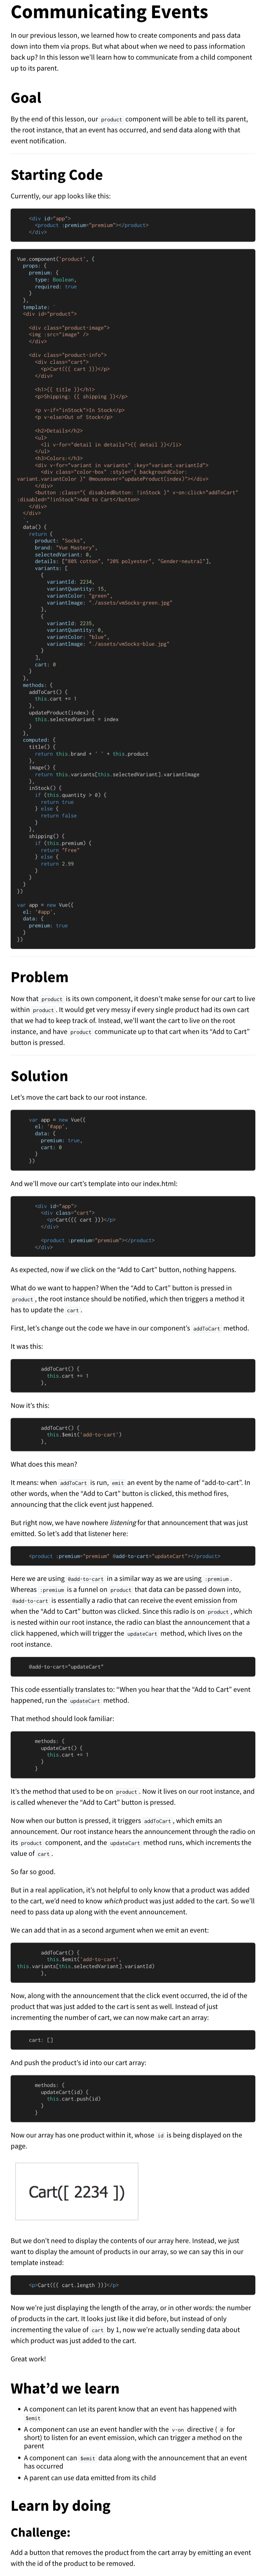 Communicating Events
In our previous lesson, we learned how to create components and pass data
down into them via props. But what about when we need to pass information
back up? In this lesson we'll learn how to communicate from a child component
up to its parent.
Goal
By the end of this lesson, our product component will be able to tell its parent,
the root instance, that an event has occurred, and send data along with that
event notification.
Starting Code
Currently, our app looks like this:
<div id="app">
<product :premium="premium"></product>
</div>
Vue.component('product', {
props: {
premium: {
type: Boolean,
required: true
}
},
template: `
<div id="product">
<div class="product-image">
<img :src="image" />
</div>
<div class="product-info">
<div class="cart">
<p>Cart({{ cart }})</p>
</div>
<h1>{{ title }}</h1>
<p>Shipping: {{ shipping }}</p>
<p v-if="inStock">In Stock</p>
<p v-else>Out of Stock</p>
<h2>Details</h2>
<ul>
<li v-for="detail in details">{{ detail }}</li>
</ul>
<h3>Colors:</h3>
<div v-for="variant in variants" :key="variant.variantId">
<div class="color-box" :style="{ backgroundColor:
variant.variantColor }" @mouseover="updateProduct(index)"></div>
</div>
<button :class="{ disabledButton: !inStock }" v-on:click="addToCart"
:disabled="!inStock">Add to Cart</button>
</div>
</div>
`,
data() {
return {
product: "Socks",
brand: "Vue Mastery",
selectedVariant: 0,
details: ["80% cotton", "20% polyester", "Gender-neutral"],
variants: [
{
variantId: 2234,
variantQuantity: 15,
variantColor: "green",
variantImage: "./assets/vmSocks-green.jpg"
},
{
variantId: 2235,
variantQuantity: 0,
variantColor: "blue",
variantImage: "./assets/vmSocks-blue.jpg"
}
],
cart: 0
}
},
methods: {
addToCart() {
this.cart += 1
},
updateProduct(index) {
this.selectedVariant = index
}
},
computed: {
title() {
return this.brand + ' ' + this.product
},
image() {
return this.variants[this.selectedVariant].variantImage
},
inStock() {
if (this.quantity > 0) {
return true
} else {
return false
}
},
shipping() {
if (this.premium) {
return "Free"
} else {
return 2.99
}
}
}
})
var app = new Vue({
el: '#app',
data: {
premium: true
}
})
Problem
Now that product is its own component, it doesn't make sense for our cart to live
within product. It would get very messy if every single product had its own cart
that we had to keep track of. Instead, we'll want the cart to live on the root
instance, and have product communicate up to that cart when its "Add to Cart"
button is pressed.
Solution
Let's move the cart back to our root instance.
var app = new Vue({
el: '#app',
data: {
premium: true,
cart: 0
}
})
And we'll move our cart's template into our index.html:
<div id="app">
<div class="cart">
<p>Cart({{ cart }})</p>
</div>
<product :premium="premium"></product>
</div>
As expected, now if we click on the "Add to Cart" button, nothing happens.
What do we want to happen? When the "Add to Cart" button is pressed in
product, the root instance should be notified, which then triggers a method it
has to update the cart.
First, let's change out the code we have in our component's addToCart method.
It was this:
addToCart() {
this.cart += 1
},
Now it's this:
addToCart() {
this.$emit('add-to-cart')
},
What does this mean?
It means: when addToCart is run, emit an event by the name of "add-to-cart". In
other words, when the "Add to Cart" button is clicked, this method fires,
announcing that the click event just happened.
But right now, we have nowhere listening for that announcement that was just
emitted. So let's add that listener here:
<product :premium="premium" @add-to-cart="updateCart"></product>
Here we are using @add-to-cart in a similar way as we are using :premium.
Whereas :premium is a funnel on product that data can be passed down into,
@add-to-cart is essentially a radio that can receive the event emission from
when the "Add to Cart" button was clicked. Since this radio is on product, which
is nested within our root instance, the radio can blast the announcement that a
click happened, which will trigger the updateCart method, which lives on the
root instance.
@add-to-cart="updateCart"
This code essentially translates to: "When you hear that the "Add to Cart" event
happened, run the updateCart method.
That method should look familiar:
methods: {
updateCart() {
this.cart += 1
}
}
It's the method that used to be on product. Now it lives on our root instance, and
is called whenever the "Add to Cart" button is pressed.
Now when our button is pressed, it triggers addToCart, which emits an
announcement. Our root instance hears the announcement through the radio on
its product component, and the updateCart method runs, which increments the
value of cart.
So far so good.
But in a real application, it's not helpful to only know that a product was added
to the cart, we'd need to know which product was just added to the cart. So we'll
need to pass data up along with the event announcement.
We can add that in as a second argument when we emit an event:
addToCart() {
this.$emit('add-to-cart',
this.variants[this.selectedVariant].variantId)
},
Now, along with the announcement that the click event occurred, the id of the
product that was just added to the cart is sent as well. Instead of just
incrementing the number of cart, we can now make cart an array:
cart: []
And push the product's id into our cart array:
methods: {
updateCart(id) {
this.cart.push(id)
}
}
Now our array has one product within it, whose id is being displayed on the
page.
Cart([ 2234 ])
But we don't need to display the contents of our array here. Instead, we just
want to display the amount of products in our array, so we can say this in our
template instead:
<p>Cart({{ cart.length }})</p>
Now we're just displaying the length of the array, or in other words: the number
of products in the cart. It looks just like it did before, but instead of only
incrementing the value of cart by 1, now we're actually sending data about
which product was just added to the cart.
Great work!
What'd we learn
• A component can let its parent know that an event has happened with
$emit
• A component can use an event handler with the v-on directive ( @ for
short) to listen for an event emission, which can trigger a method on the
parent
• A component can $emit data along with the announcement that an event
has occurred
• A parent can use data emitted from its child
Learn by doing
Challenge:
Add a button that removes the product from the cart array by emitting an event
with the id of the product to be removed.